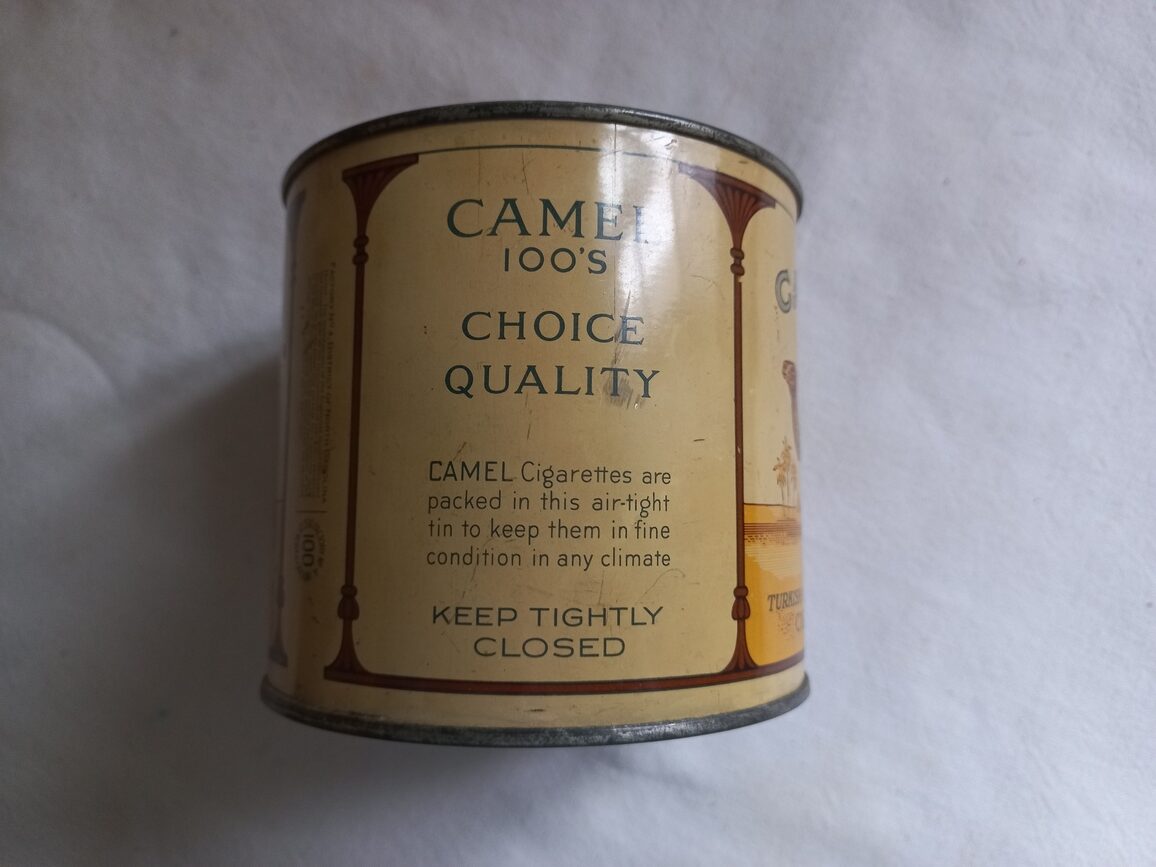 CAMEL
100'S
CHOICE
QUALITY
CAMEL Cigarettes are
packed in this air-tight
tin to keep them in fine
condition in any climate
KEEP TIGHTLY
CLOSED
100